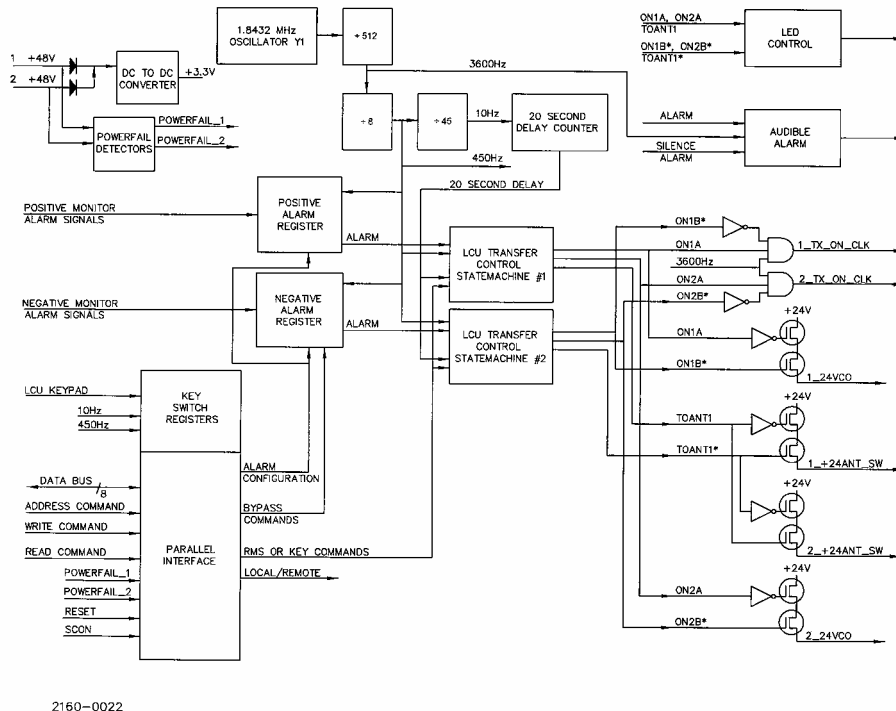 1.8432 MHz
OSCILLATOR Y1
÷512
ON1A, ON2A
TOANT1
ON1B*, ON2B*
TOANT1*
LED
CONTROL
1 +48V
2 +48V
DC TO DC
CONVERTER
+3.3V
3600Hz
POWERFAIL
DETECTORS
POWERFAIL_1
POWERFAIL_2
÷8
÷45
10Hz
20 SECOND
DELAY COUNTER
ALARM
SILENCE
ALARM
AUDIBLE
ALARM
450Hz
20 SECOND DELAY
POSITIVE MONITOR
ALARM SIGNALS
POSITIVE
ALARM
REGISTER
ALARM
LCU TRANSFER
CONTROL
STATEMACHINE #1
ON1B*
ON1A
3600Hz
ON2A
ON2B*
1_TX_ON_CLK
2_TX_ON_CLK
NEGATIVE MONITOR
ALARM SIGNALS
NEGATIVE
ALARM
REGISTER
ALARM
LCU TRANSFER
CONTROL
STATEMACHINE #2
+24V
ON1A
ON1B*
1_24VCO
LCU KEYPAD
10Hz
450Hz
KEY
SWITCH
REGISTERS
+24V
TOANT1
TOANT1*
1_+24ANT_SW
ALARM
CONFIGURATION
DATA BUS
8
ADDRESS COMMAND
WRITE COMMAND
READ COMMAND
POWERFAIL_1
POWERFAIL_2
RESET
SCON
PARALLEL
INTERFACE
BYPASS
COMMANDS
RMS OR KEY COMMANDS
LOCAL/REMOTE
+24V
2_+24ANT_SW
+24V
ON2A
ON2B*
2_24VCO
2160-0022